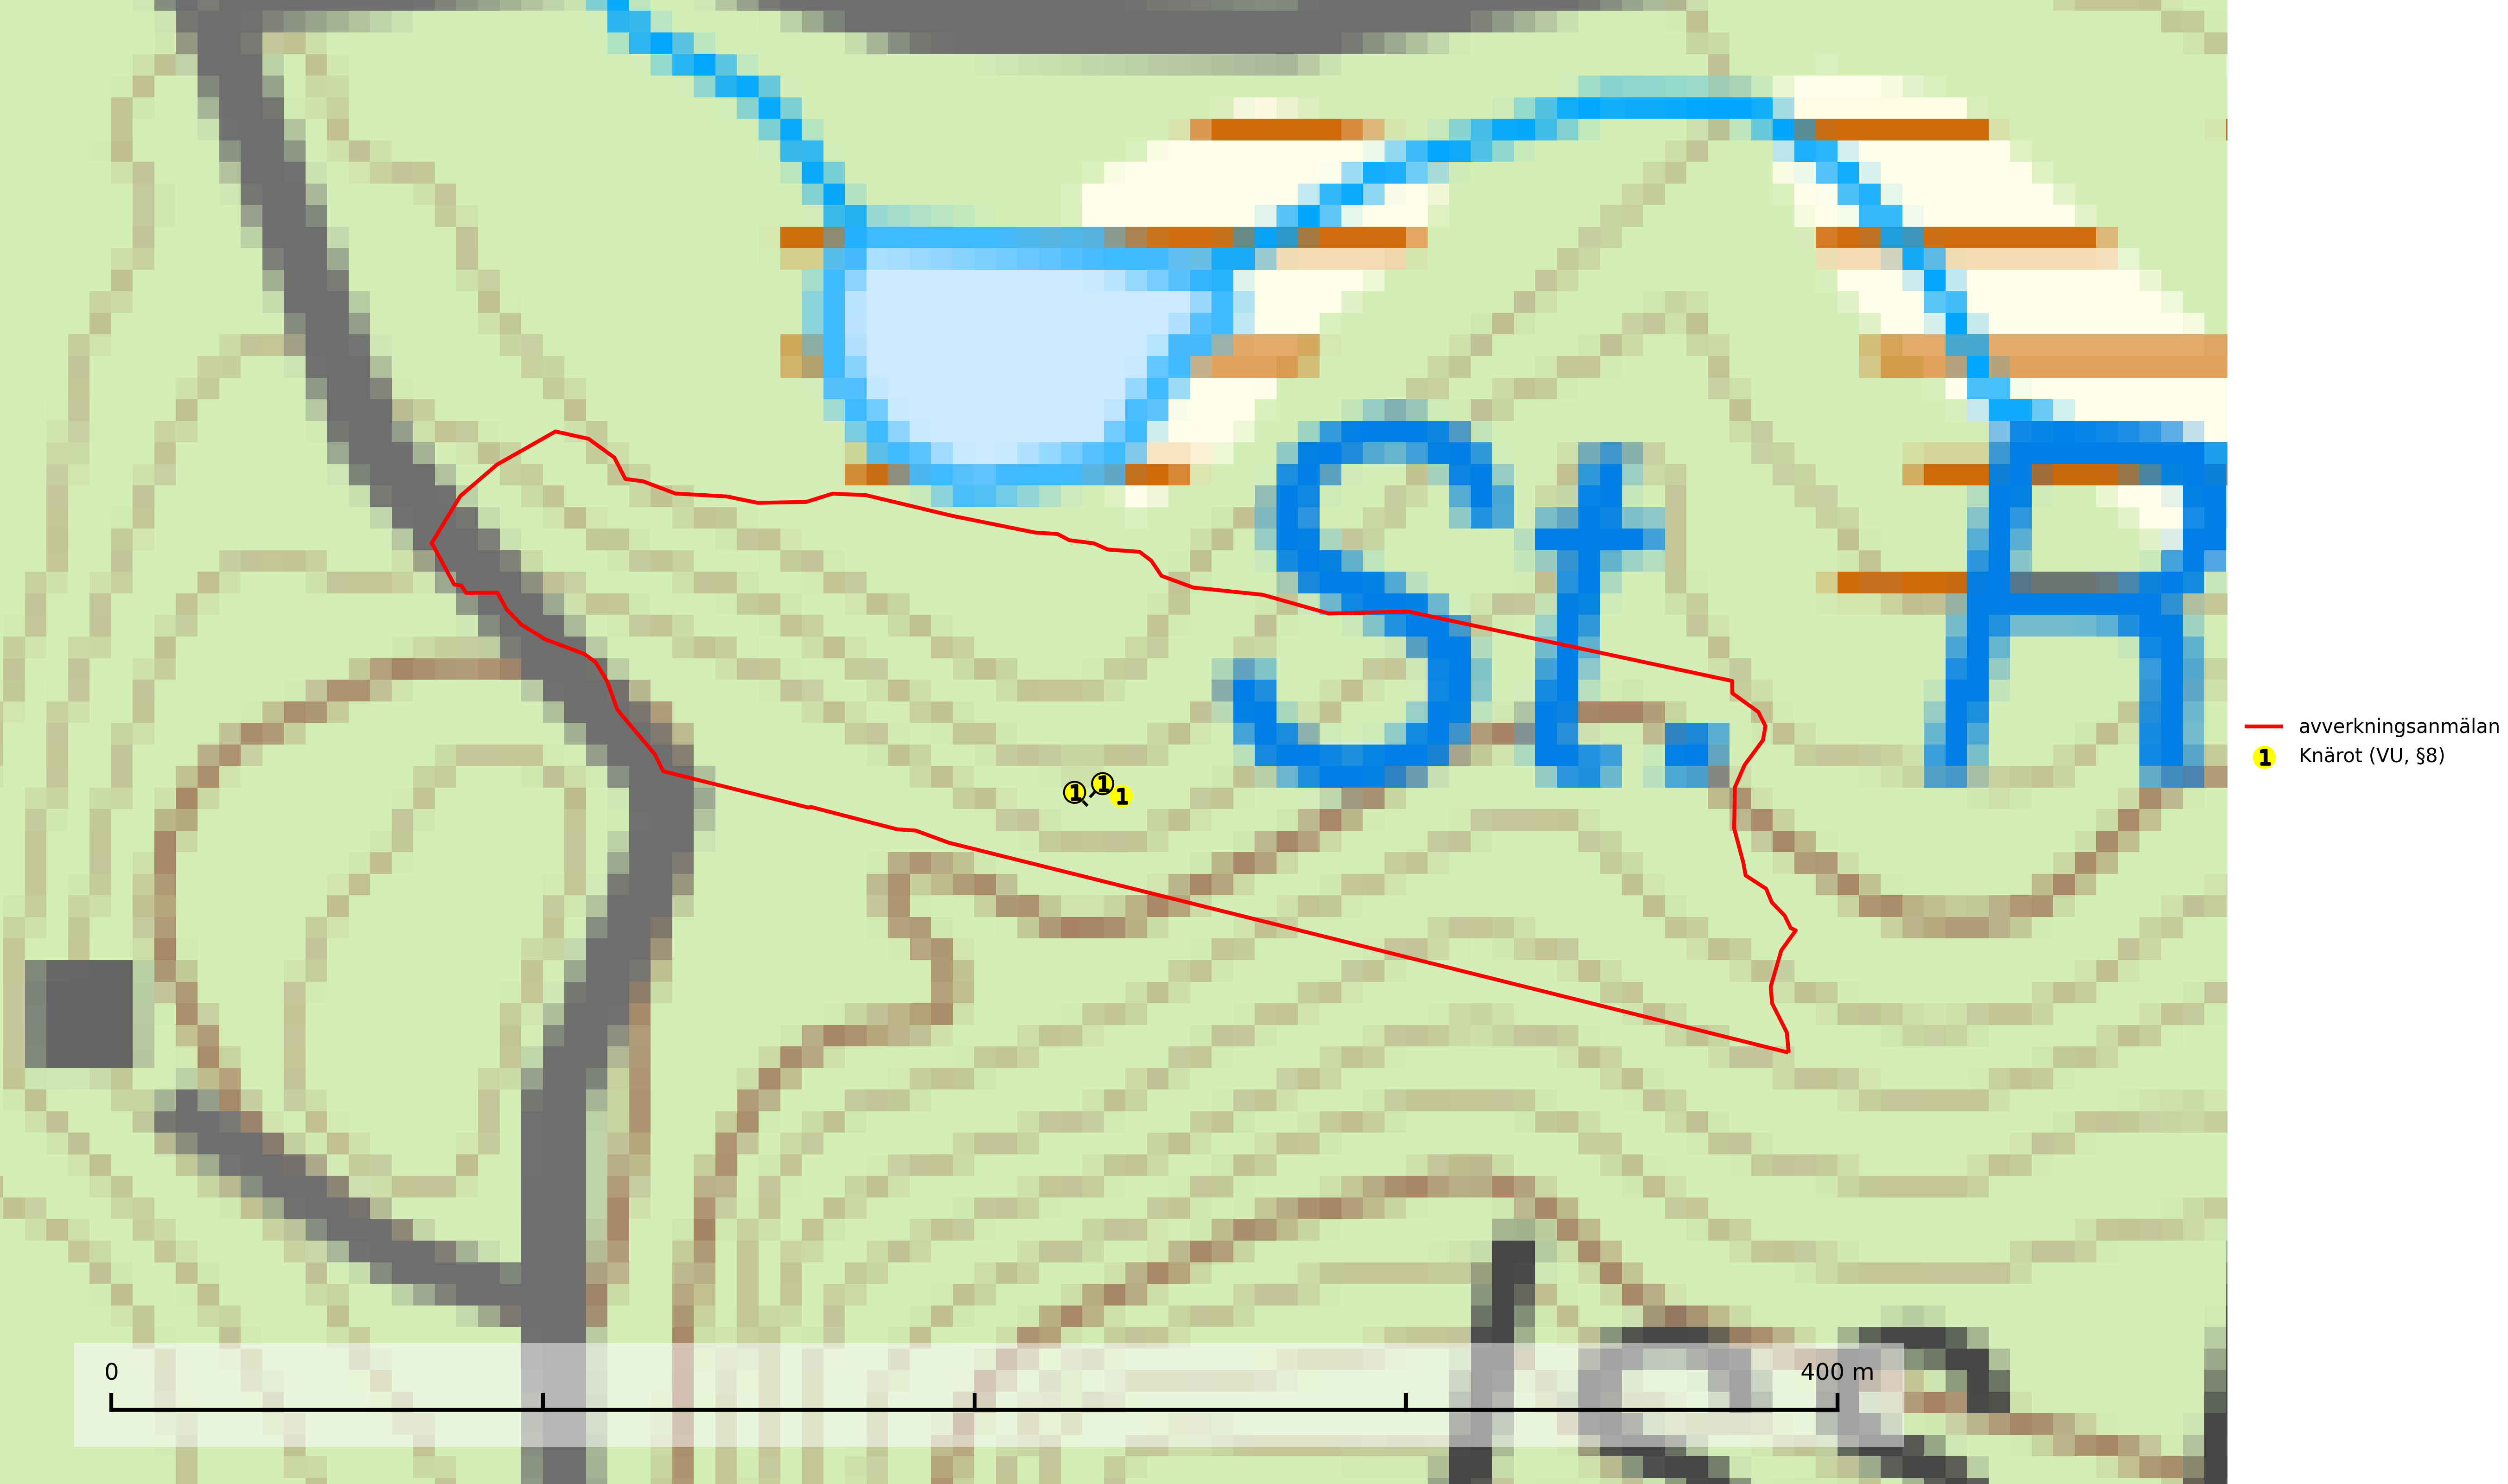 St. R
avverkningsanmälan
1 Knärot (VU, §8)
1 1 1
0 400 m